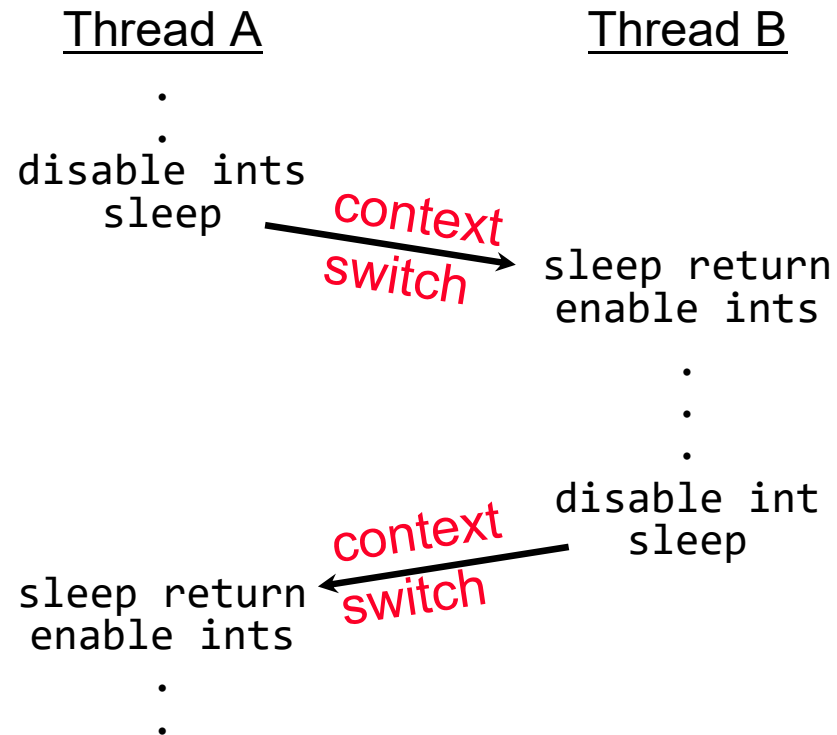 Thread A
Thread B
.
.
disable ints
sleep
context
switch
sleep return
enable ints
.
.
.
disable int
sleep
context
switch
sleep return
enable ints
.
.